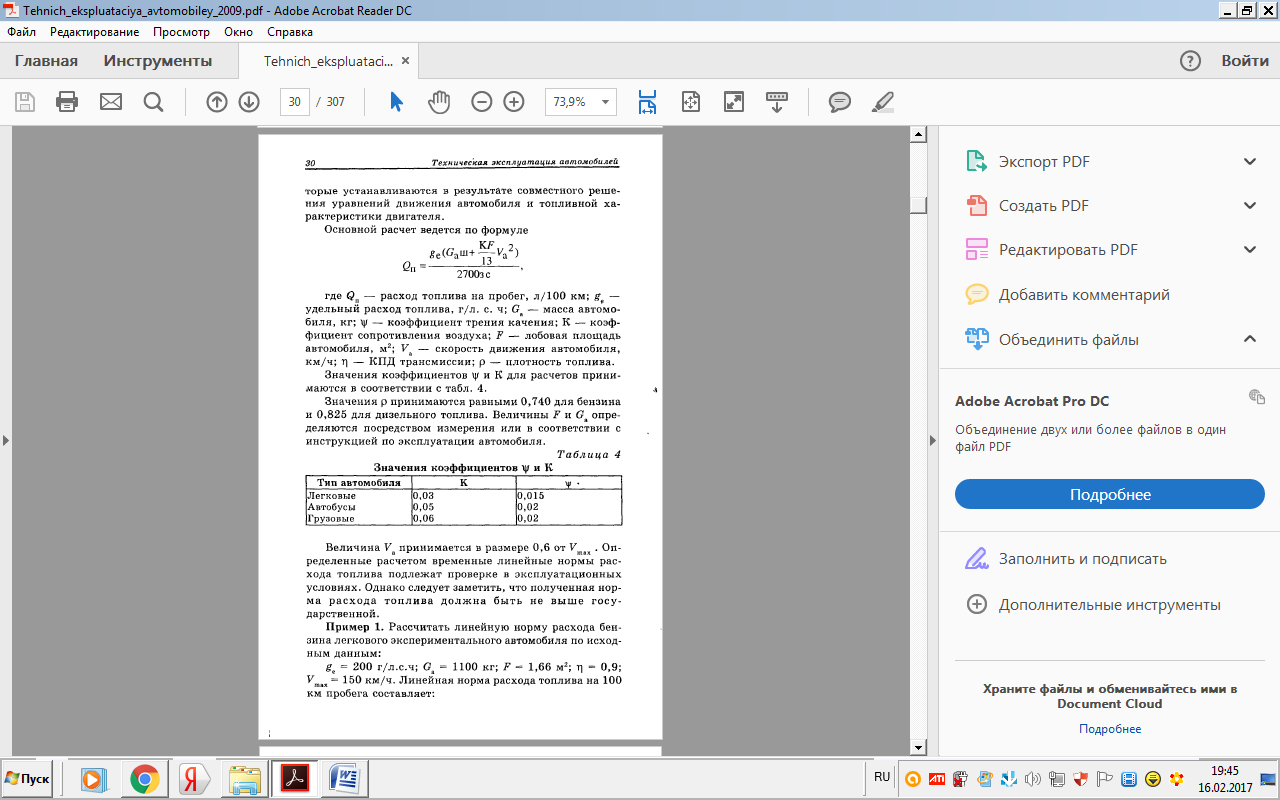 Tehnich_ekspluataciya_avtomobiley_2009.pdf - Adobe Acrobat Reader DC
Файл Редактирование Просмотр Окно Справка
Главная Инструменты Tehnich_ekspluataci... × Войти
30 / 307 73,9%
30 Техническая эксплуатация автомобилей
торые устанавливаются в результате совместного реше-
ния уравнений движения автомобиля и топливной ха-
рактеристики двигателя.
Основной расчет ведется по формуле
Qп = gе(Gаш+ KF/13 Vа²) / 2700зс ,
где Qп — расход топлива на пробег, л/100 км; gе —
удельный расход топлива, г/л. с. ч; Gа — масса автомо-
биля, кг; ψ — коэффициент трения качения; К — коэф-
фициент сопротивления воздуха; F — лобовая площадь
автомобиля, м²; Vа — скорость движения автомобиля,
км/ч; η — КПД трансмиссии; ρ — плотность топлива.
Значения коэффициентов ψ и К для расчетов прини-
маются в соответствии с табл. 4.
Значения ρ принимаются равными 0,740 для бензина
и 0,825 для дизельного топлива. Величины F и Gа опре-
деляются посредством измерения или в соответствии с
инструкцией по эксплуатации автомобиля.
Таблица 4
Значения коэффициентов ψ и К
Тип автомобиля К ψ
Легковые 0,03 0,015
Автобусы 0,05 0,02
Грузовые 0,06 0,02
Величина Vа принимается в размере 0,6 от Vmax . Оп-
ределенные расчетом временные линейные нормы рас-
хода топлива подлежат проверке в эксплуатационных
условиях. Однако следует заметить, что полученная нор-
ма расхода топлива должна быть не выше госу-
дарственной.
Пример 1. Рассчитать линейную норму расхода бен-
зина легкового экспериментального автомобиля по исход-
ным данным:
gе = 200 г/л.с.ч; Gа = 1100 кг; F = 1,66 м²; η = 0,9;
Vmax = 150 км/ч. Линейная норма расхода топлива на 100
км пробега составляет:
Экспорт PDF
Создать PDF
Редактировать PDF
Добавить комментарий
Объединить файлы
Adobe Acrobat Pro DC
Объединение двух или более файлов в один
файл PDF
Подробнее
Заполнить и подписать
Дополнительные инструменты
Храните файлы и обменивайтесь ими в
Document Cloud
Подробнее
Пуск RU 19:45
16.02.2017